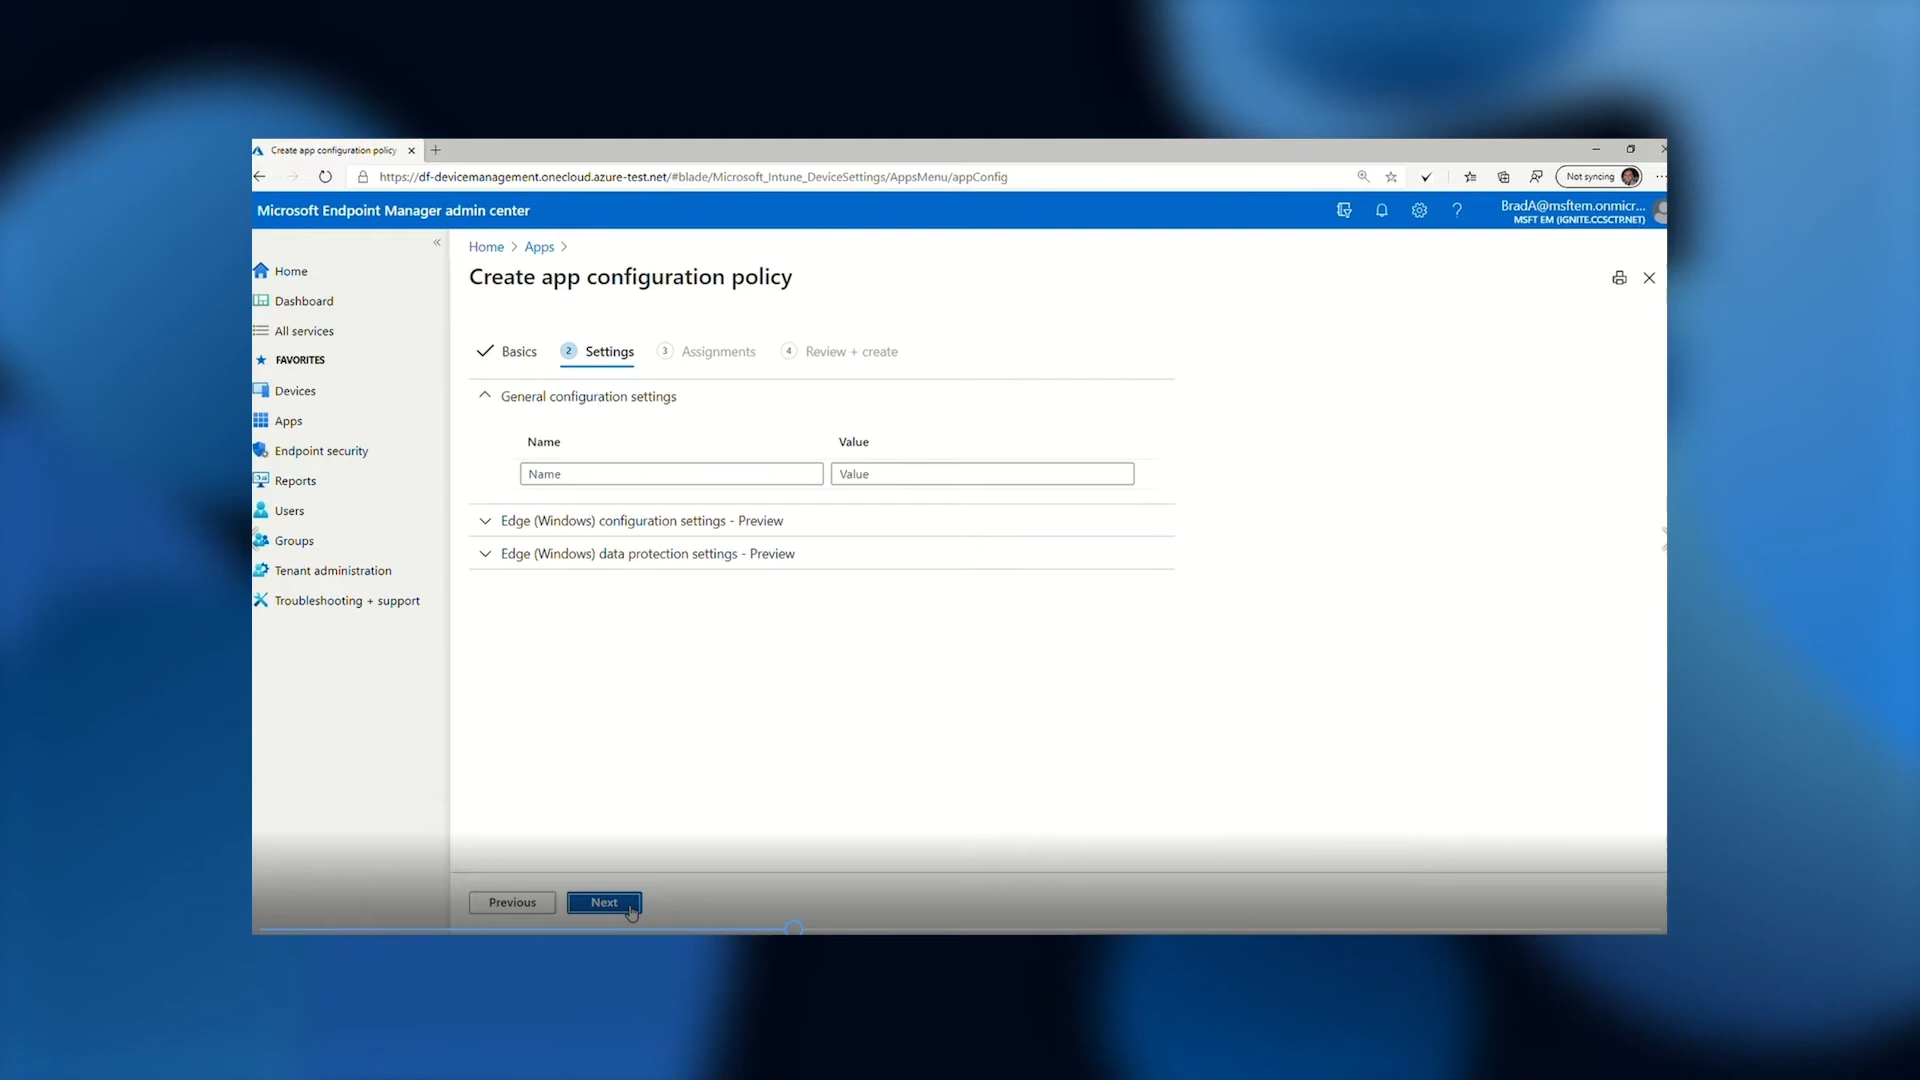 Create app configuration policy
https://df-devicemanagement.onecloud.azure-test.net/#blade/Microsoft_Intune_DeviceSettings/AppsMenu/appConfig
Not syncing
Microsoft Endpoint Manager admin center
BradA@msftem.onmicr...
MSFT EM (IGNITE.CCSCTP.NET)
Home
Dashboard
All services
FAVORITES
Devices
Apps
Endpoint security
Reports
Users
Groups
Tenant administration
Troubleshooting + support
Home > Apps >
Create app configuration policy
Basics 2 Settings 3 Assignments 4 Review + create
General configuration settings
Name Value
Name Value
Edge (Windows) configuration settings - Preview
Edge (Windows) data protection settings - Preview
Previous Next